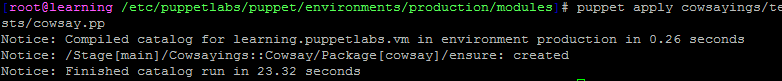 [root@learning /etc/puppetlabs/puppet/environments/production/modules]# puppet apply cowsayings/te
sts/cowsay.pp
Notice: Compiled catalog for learning.puppetlabs.vm in environment production in 0.26 seconds
Notice: /Stage[main]/Cowsayings::Cowsay/Package[cowsay]/ensure: created
Notice: Finished catalog run in 23.32 seconds